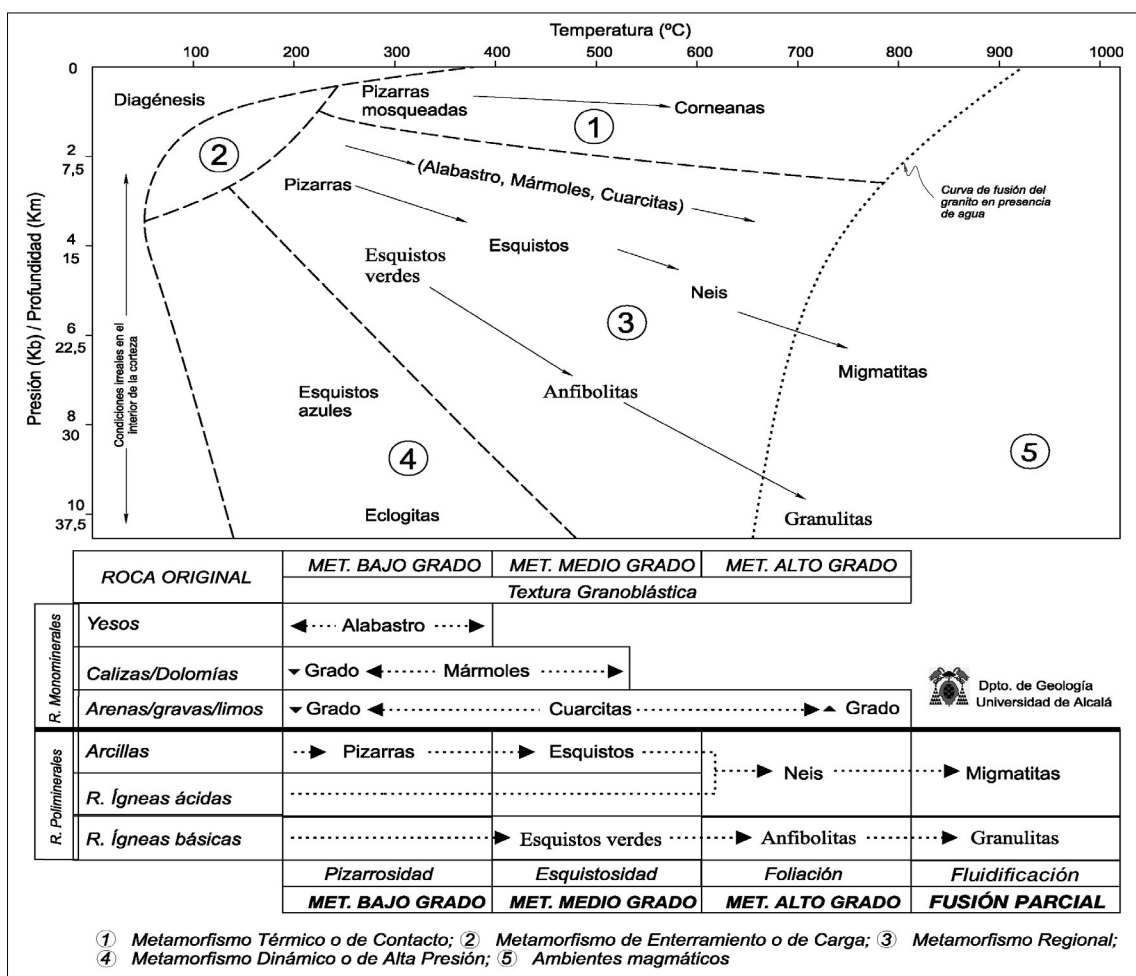 Temperatura (ºC)
100 200 300 400 500 600 700 800 900 1000
Presión (Kb) / Profundidad (Km)
0
2
7,5
4
15
6
22,5
8
30
10
37,5
Condiciones irreales en el
interior de la corteza
Diagénesis
Pizarras
mosqueadas
Corneanas
1
2
(Alabastro, Mármoles, Cuarcitas)
Curva de fusión del
granito en presencia
de agua
Pizarras
Esquistos
Esquistos
verdes
Neis
3
Migmatitas
Esquistos
azules
Anfibolitas
4
5
Eclogitas
Granulitas
ROCA ORIGINAL
MET. BAJO GRADO MET. MEDIO GRADO MET. ALTO GRADO
Textura Granoblástica
R. Monominerales
Yesos
Alabastro
Calizas/Dolomías
Grado Mármoles
Arenas/gravas/limos
Grado Cuarcitas Grado
Dpto. de Geología
Universidad de Alcalá
R. Poliminerales
Arcillas
Pizarras Esquistos
Neis Migmatitas
R. Ígneas ácidas
R. Ígneas básicas
Esquistos verdes Anfibolitas Granulitas
Pizarrosidad Esquistosidad Foliación Fluidificación
MET. BAJO GRADO MET. MEDIO GRADO MET. ALTO GRADO FUSIÓN PARCIAL
1 Metamorfismo Térmico o de Contacto; 2 Metamorfismo de Enterramiento o de Carga; 3 Metamorfismo Regional;
4 Metamorfismo Dinámico o de Alta Presión; 5 Ambientes magmáticos